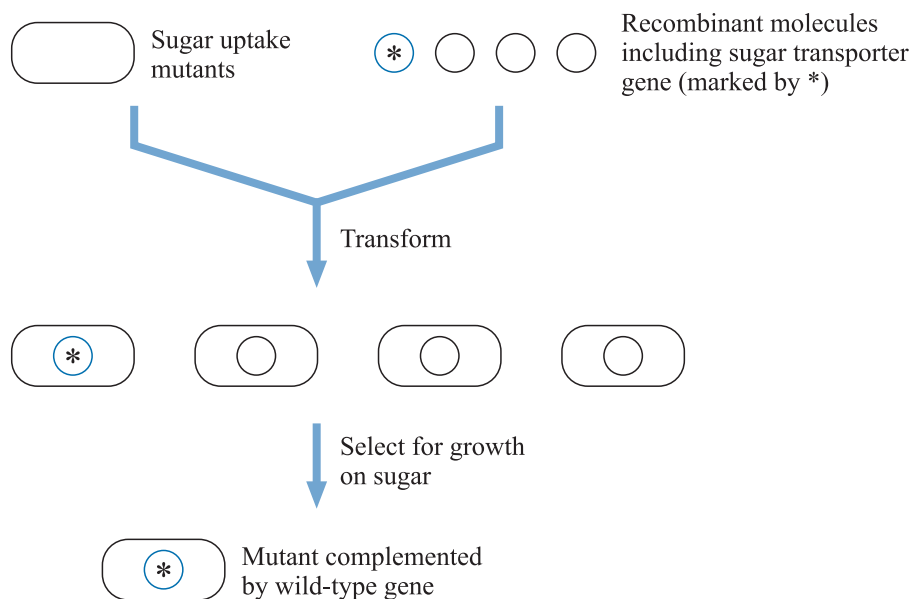 Sugar uptake
mutants
*
Recombinant molecules
including sugar transporter
gene (marked by *)
Transform
*
Select for growth
on sugar
*
Mutant complemented
by wild-type gene